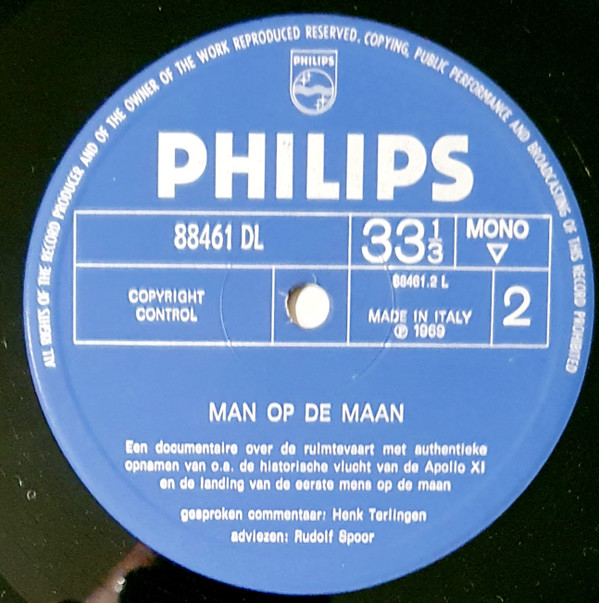 ALL RIGHTS OF THE RECORD PRODUCER AND OF THE OWNER OF THE WORK REPRODUCED RESERVED. COPYING, PUBLIC PERFORMANCE AND BROADCASTING OF THIS RECORD PROHIBITED
PHILIPS
PHILIPS
88461 DL
33 1/3
MONO
▽
COPYRIGHT
CONTROL
88461.2 L
MADE IN ITALY
Ⓟ 1969
2
MAN OP DE MAAN
Een documentaire over de ruimtevaart met authentieke
opnamen van o.a. de historische vlucht van de Apollo XI
en de landing van de eerste mens op de maan
gesproken commentaar: Henk Terlingen
adviezen: Rudolf Spoor